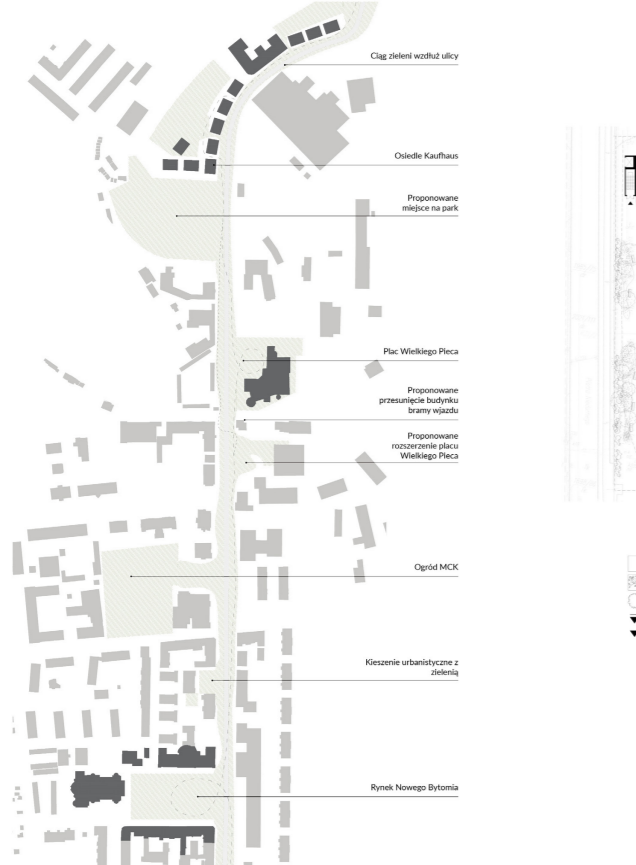 Ciąg zieleni wzdłuż ulicy
Osiedle Kaufhaus
Proponowane
miejsce na park
Plac Wielkiego Pieca
Proponowane
przesunięcie budynku
bramy wjazdu
Proponowane
rozszerzenie placu
Wielkiego Pieca
Ogród MCK
Kieszenie urbanistyczne z
zielenią
Rynek Nowego Bytomia